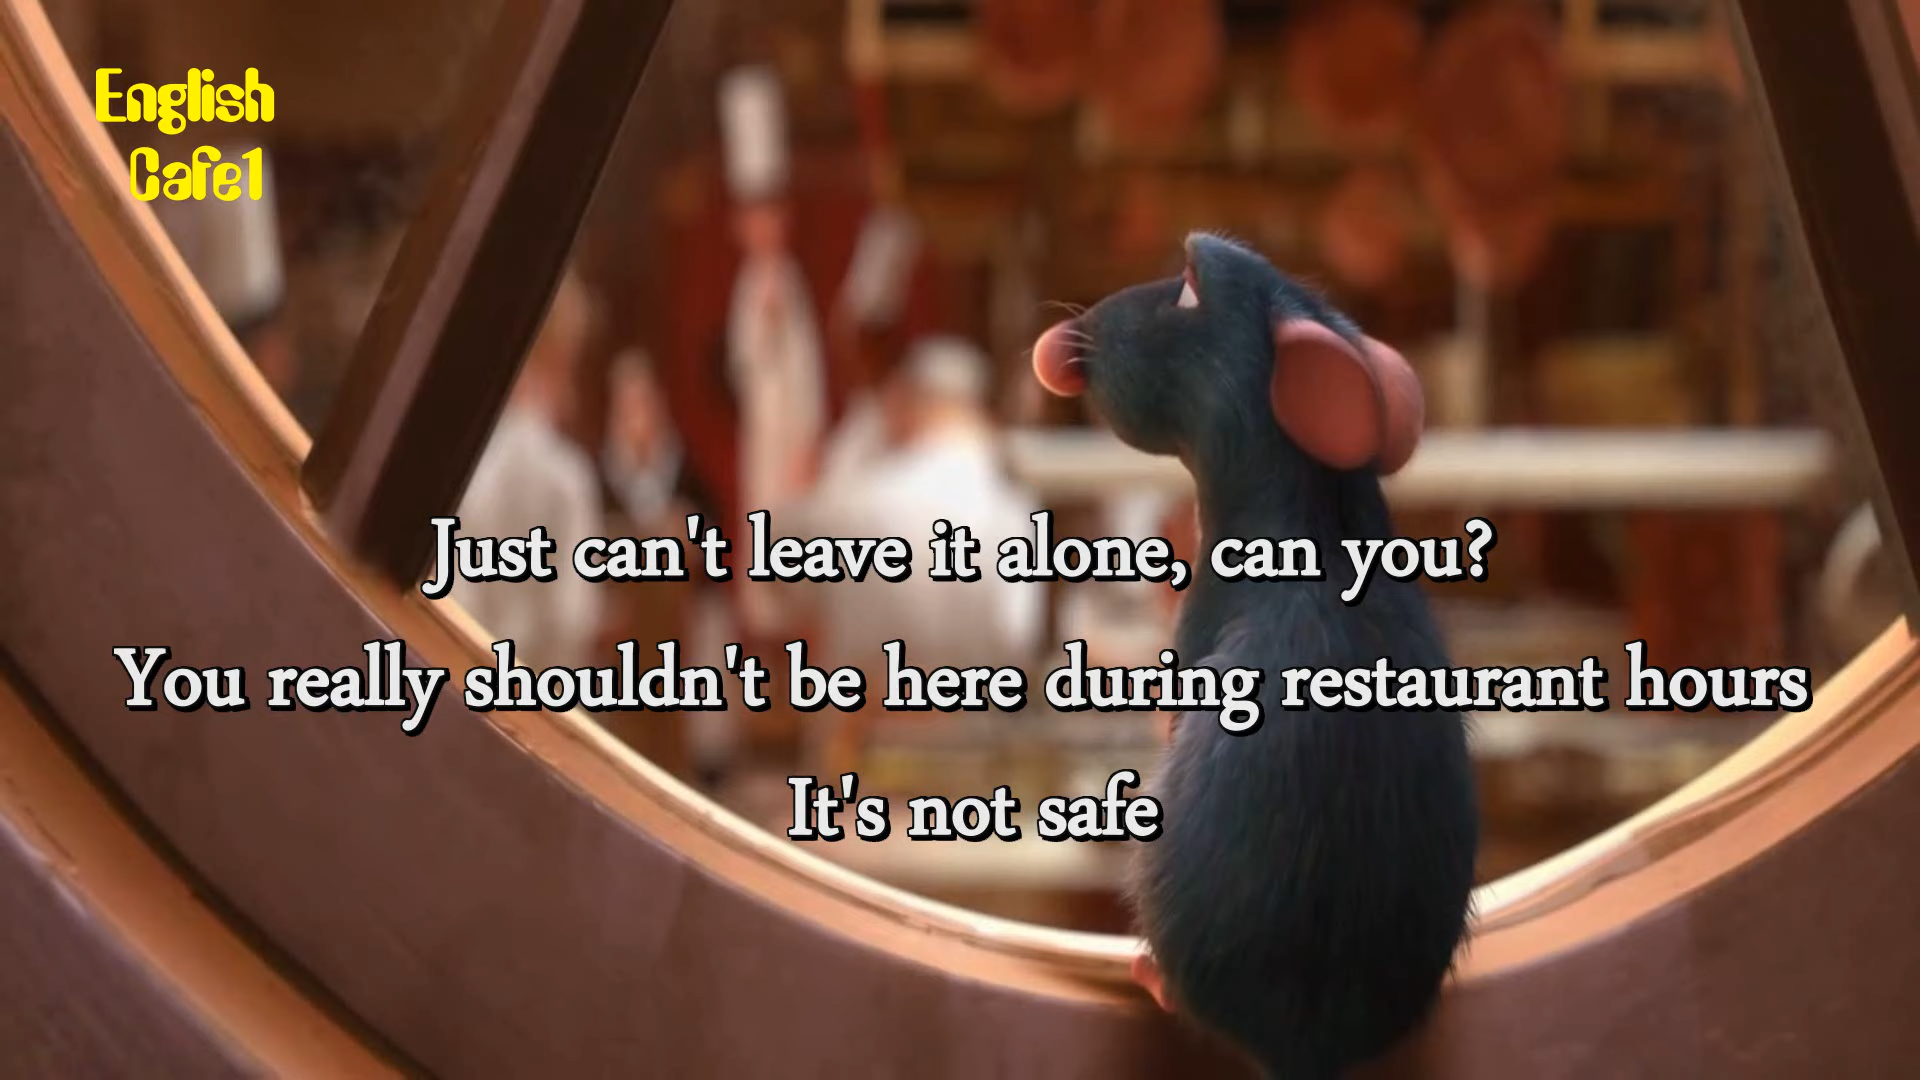 English
Cafe1
Just can't leave it alone, can you?
You really shouldn't be here during restaurant hours
It's not safe